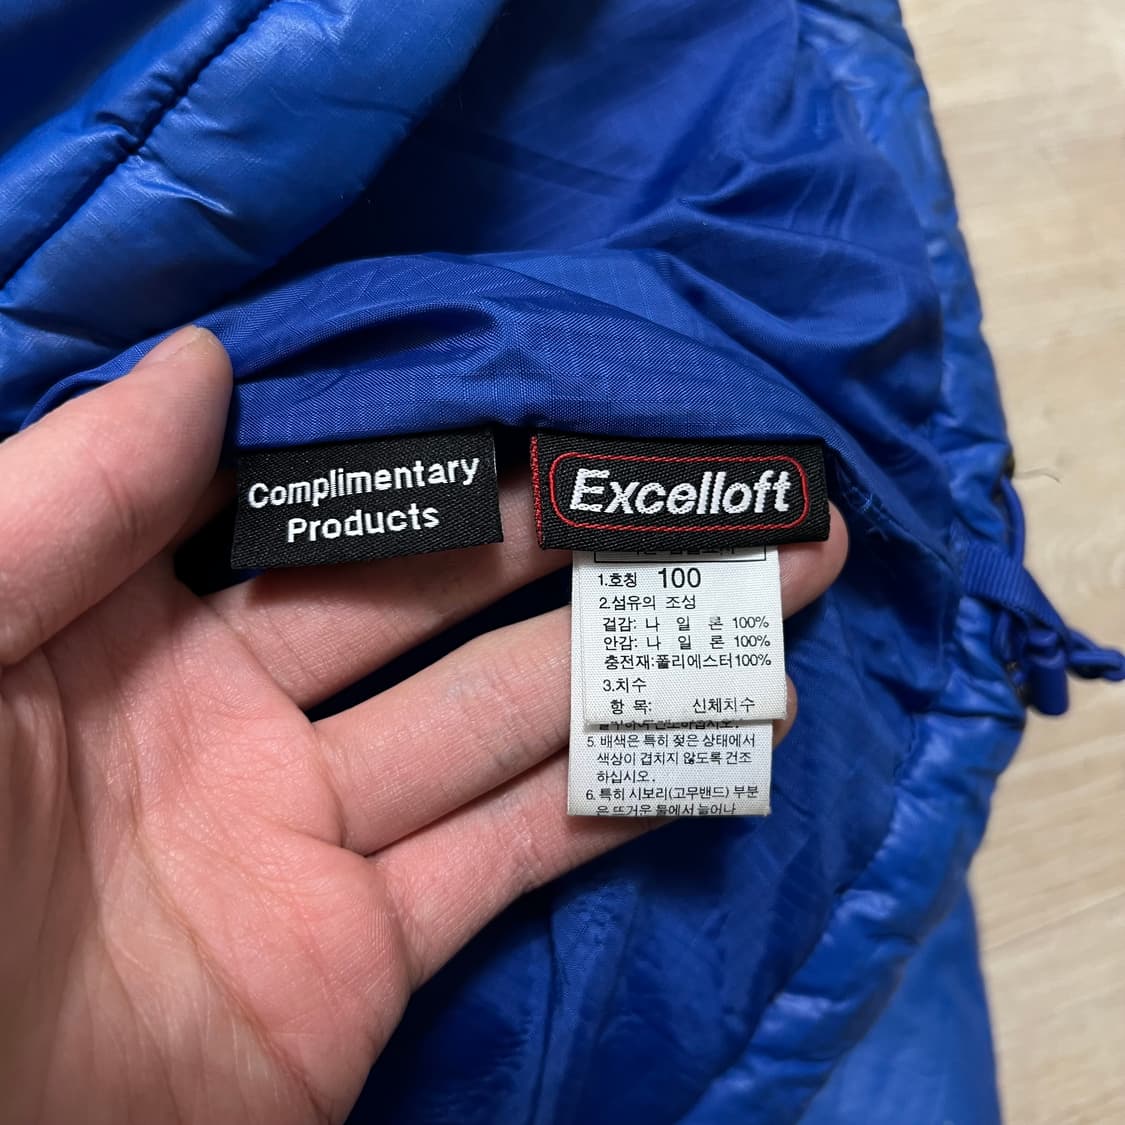 Complimentary
Products
Excelloft
1.호칭 100
2.섬유의 조성
겉감: 나 일 론 100%
안감: 나 일 론 100%
충전재:폴리에스터100%
3.치수
항 목: 신체치수
5. 배색은 특히 젖은 상태에서
색상이 겹치지 않도록 건조
하십시오.
6. 특히 시보리(고무밴드) 부분
은 뜨거운 물에서 늘어나